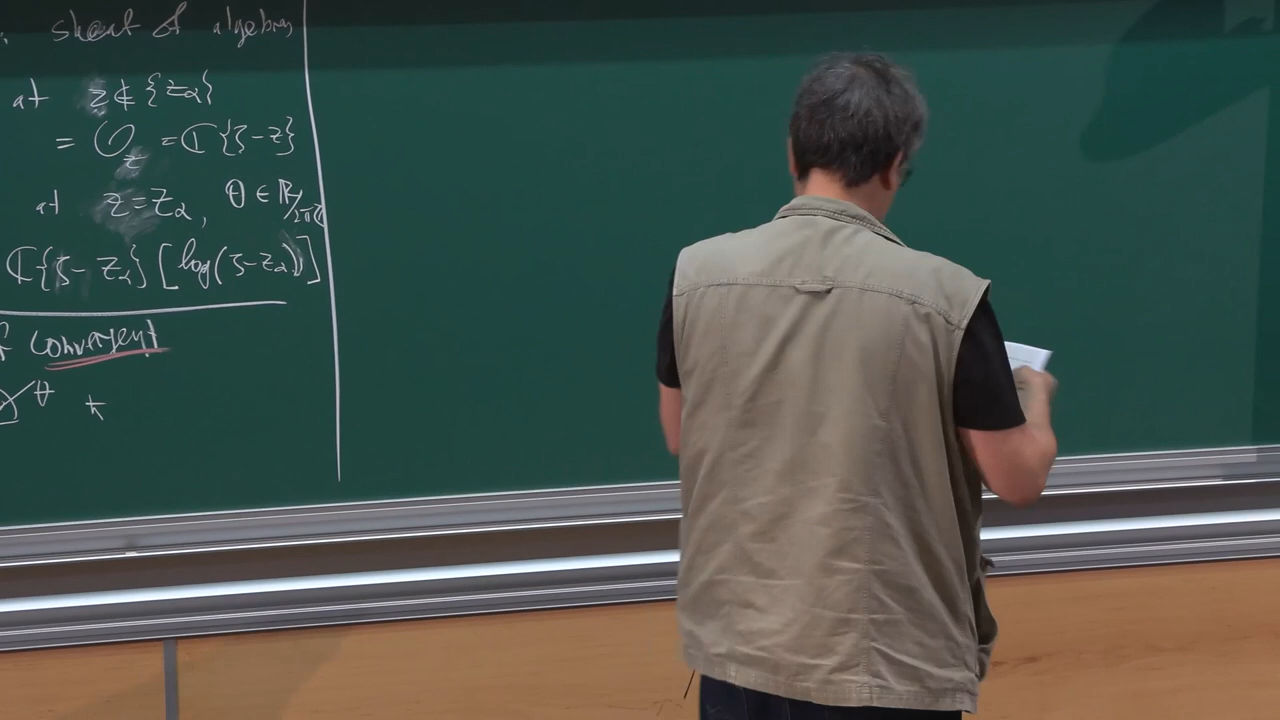 sheaf of algebras
at z ∉ {z_α}
= O_z = ℂ{ζ-z}
at z = z_α, θ ∈ ℝ/2πℤ
ℂ{ζ-z_α}[log(ζ-z_α)]
convergent
θ ħ